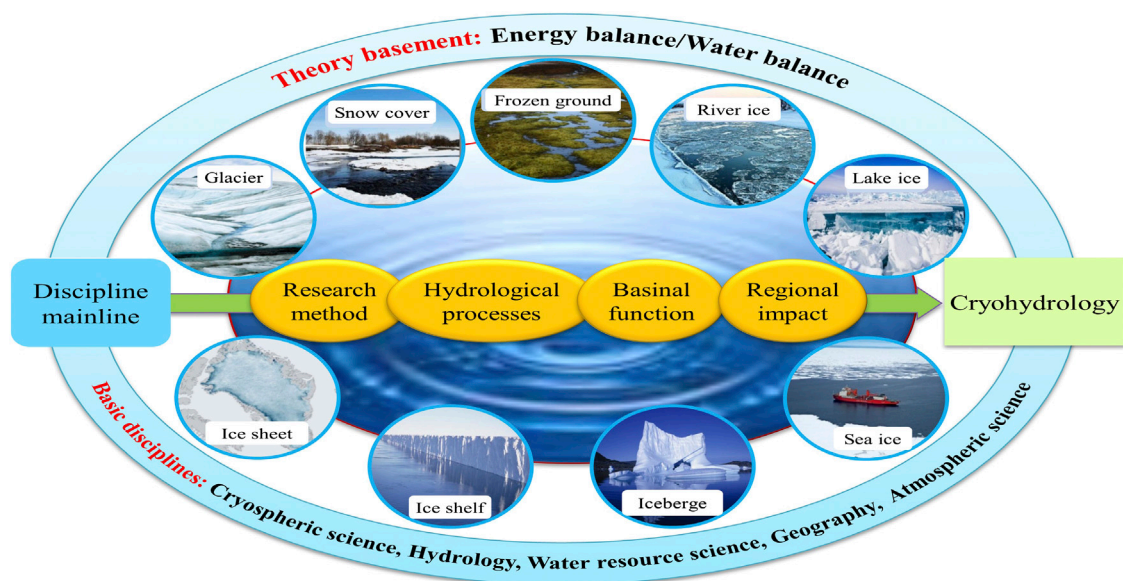 Theory basement: Energy balance/Water balance
Snow cover
Frozen ground
River ice
Glacier
Lake ice
Discipline
mainline
Research
method
Hydrological
processes
Basinal
function
Regional
impact
Cryohydrology
Ice sheet
Ice shelf
Iceberge
Sea ice
Basic disciplines: Cryospheric science, Hydrology, Water resource science, Geography, Atmospheric science